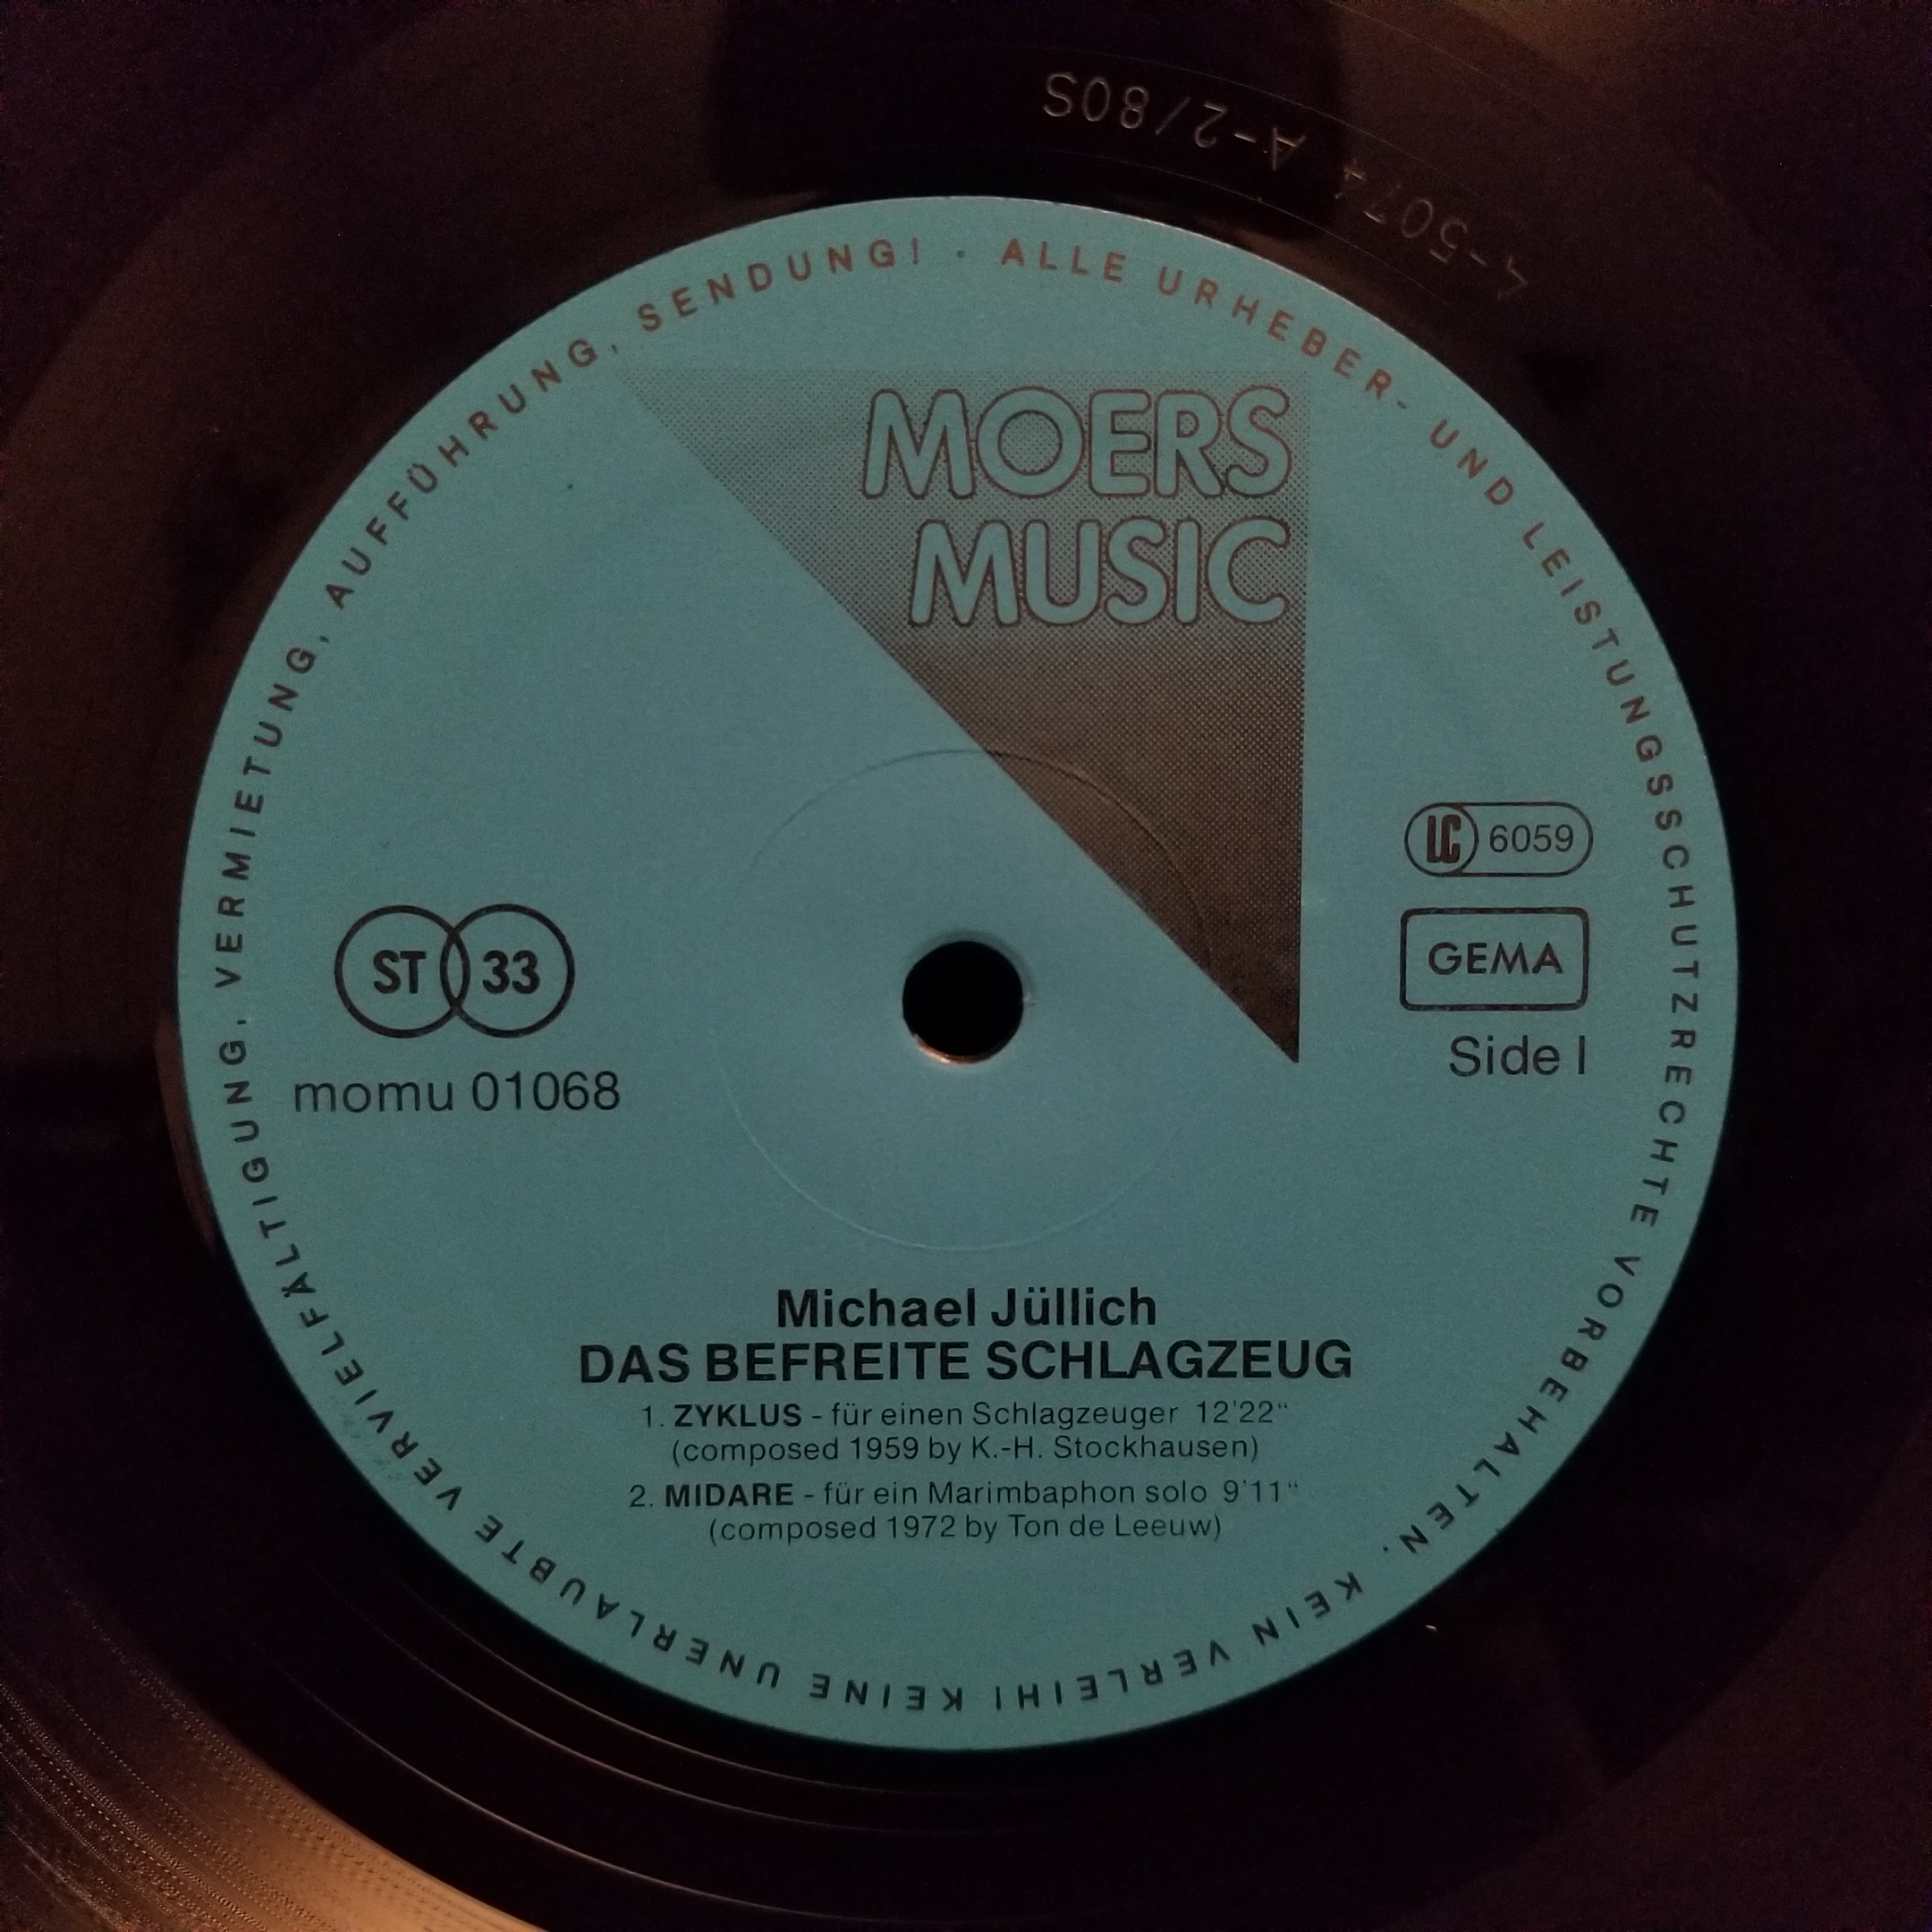 4-5074 A-2/80S
ALLE URHEBER- UND LEISTUNGSSCHUTZRECHTE VORBEHALTEN. KEIN VERLEIH! KEINE UNERLAUBTE VERVIELFÄLTIGUNG, VERMIETUNG, AUFFÜHRUNG, SENDUNG! ·
MOERS
MUSIC
LC 6059
ST 33
GEMA
momu 01068
Side I
Michael Jüllich
DAS BEFREITE SCHLAGZEUG
1. ZYKLUS - für einen Schlagzeuger 12'22“
(composed 1959 by K.-H. Stockhausen)
2. MIDARE - für ein Marimbaphon solo 9'11“
(composed 1972 by Ton de Leeuw)